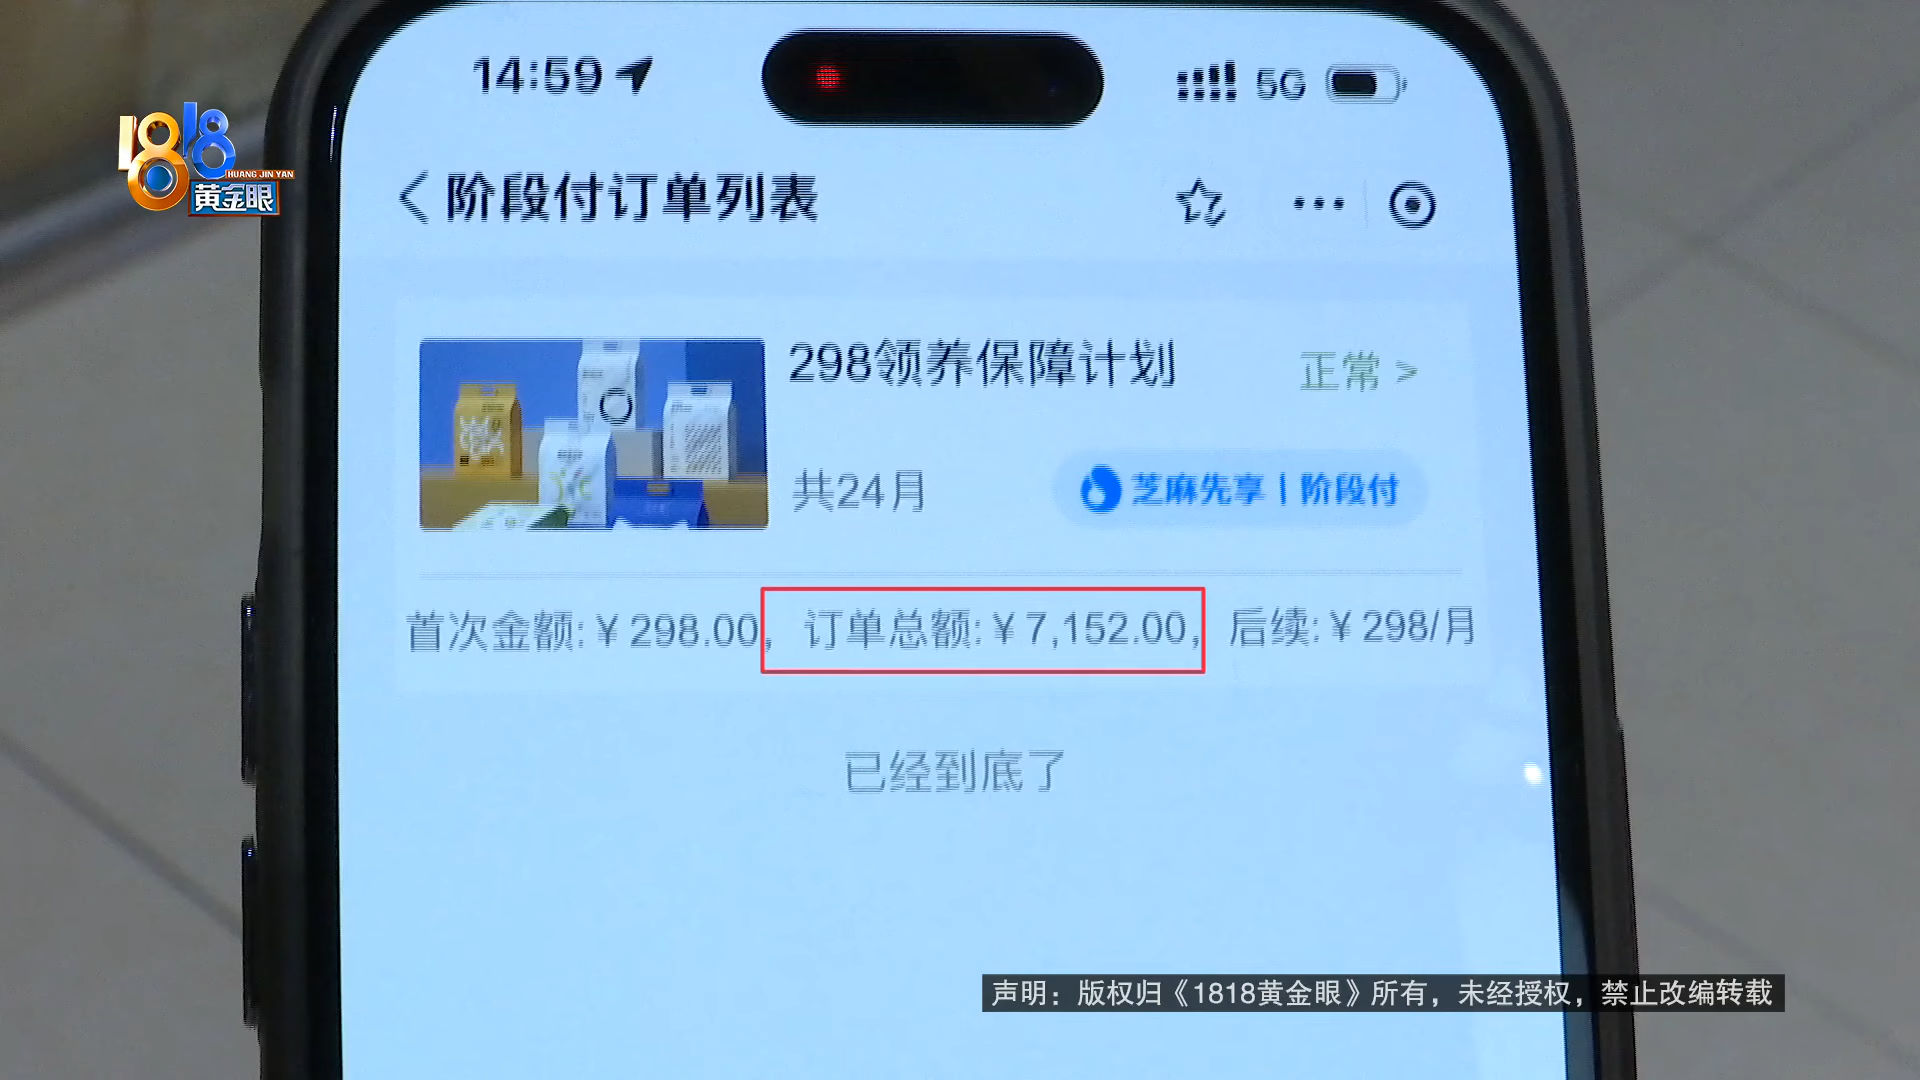 14:59
5G
1818
HUANG JIN YAN
黄金眼
阶段付订单列表
298领养保障计划
正常 >
共24月
芝麻先享 | 阶段付
首次金额:¥298.00, 订单总额:¥7,152.00, 后续:¥298/月
已经到底了
声明：版权归《1818黄金眼》所有，未经授权，禁止改编转载